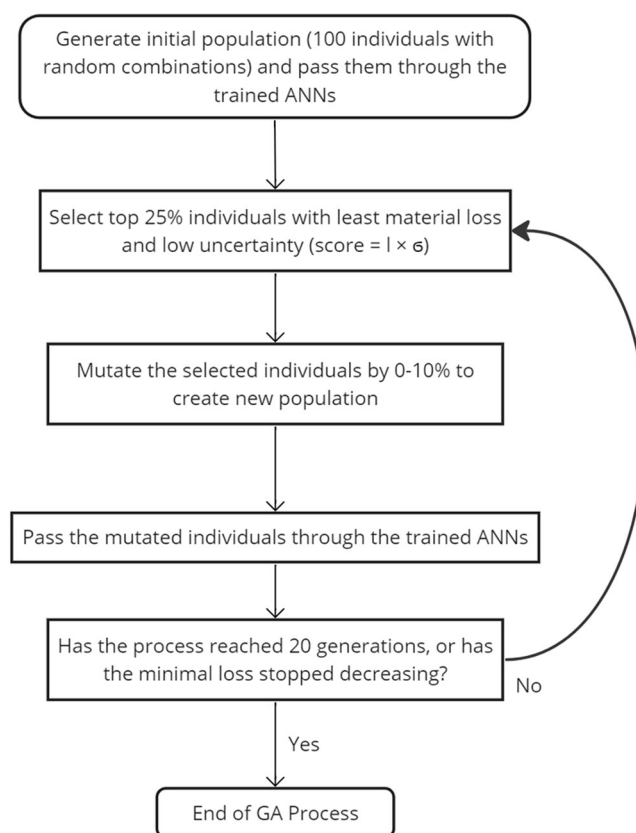 Generate initial population (100 individuals with
random combinations) and pass them through the
trained ANNs
Select top 25% individuals with least material loss
and low uncertainty (score = l × ϭ)
Mutate the selected individuals by 0-10% to
create new population
Pass the mutated individuals through the trained ANNs
Has the process reached 20 generations, or has
the minimal loss stopped decreasing?
No
Yes
End of GA Process